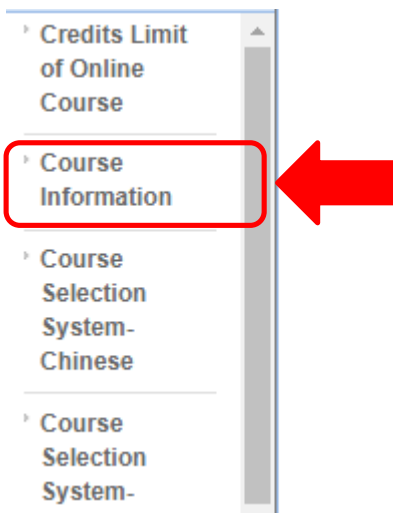 Credits Limit
of Online
Course
Course
Information
Course
Selection
System-
Chinese
Course
Selection
System-